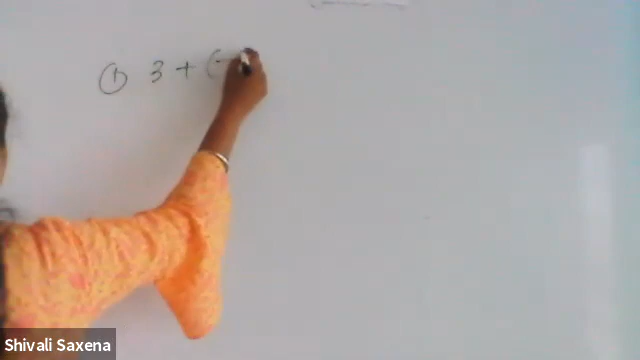 ① 3 + (-
Shivali Saxena